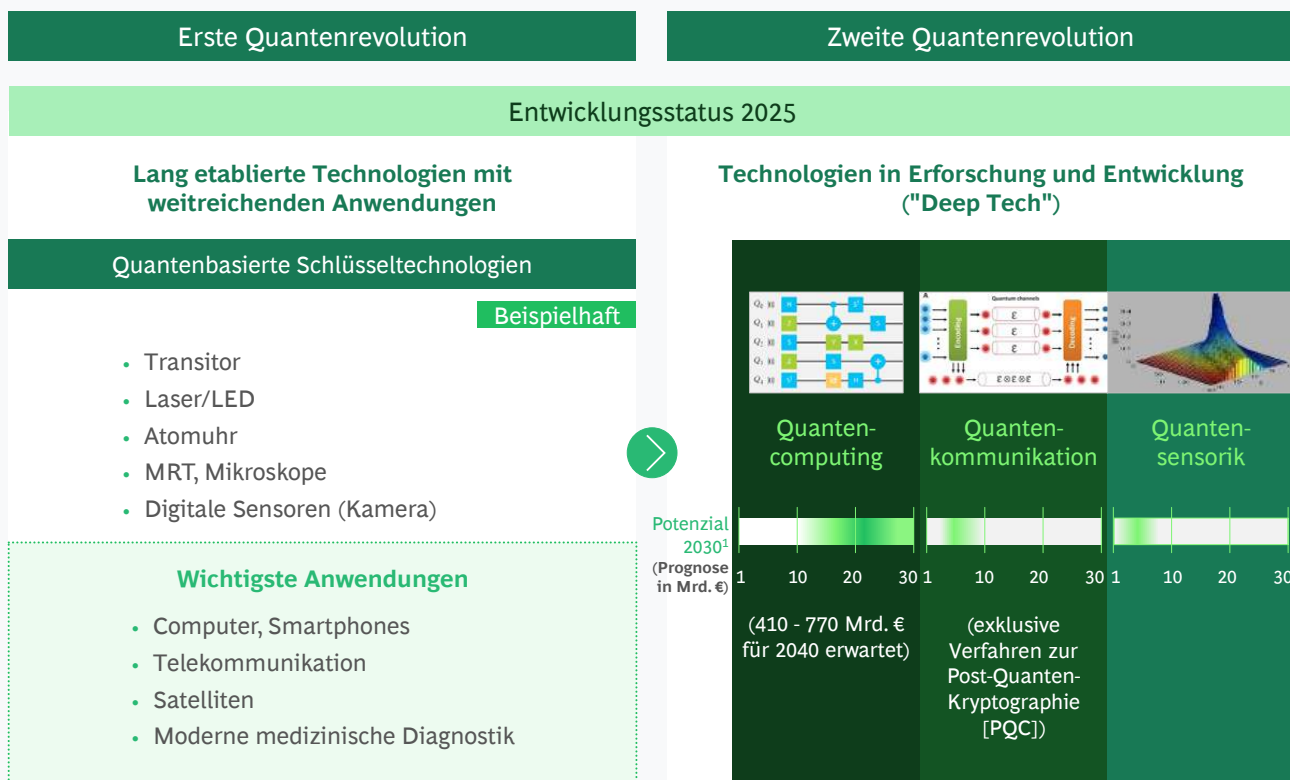 Erste Quantenrevolution
Zweite Quantenrevolution
Entwicklungsstatus 2025
Lang etablierte Technologien mit
weitreichenden Anwendungen
Quantenbasierte Schlüsseltechnologien
Beispielhaft
• Transitor
• Laser/LED
• Atomuhr
• MRT, Mikroskope
• Digitale Sensoren (Kamera)
Wichtigste Anwendungen
• Computer, Smartphones
• Telekommunikation
• Satelliten
• Moderne medizinische Diagnostik
Technologien in Erforschung und Entwicklung
("Deep Tech")
A
Quantum channels
Encoding
Decoding
ε
ε
ε
ε⊗ε⊗ε
Quanten-
computing
Quanten-
kommunikation
Quanten-
sensorik
Potenzial
2030¹
(Prognose
in Mrd. €)
1 10 20 30
1 10 20 30
1 10 20 30
(410 - 770 Mrd. €
für 2040 erwartet)
(exklusive
Verfahren zur
Post-Quanten-
Kryptographie
[PQC])